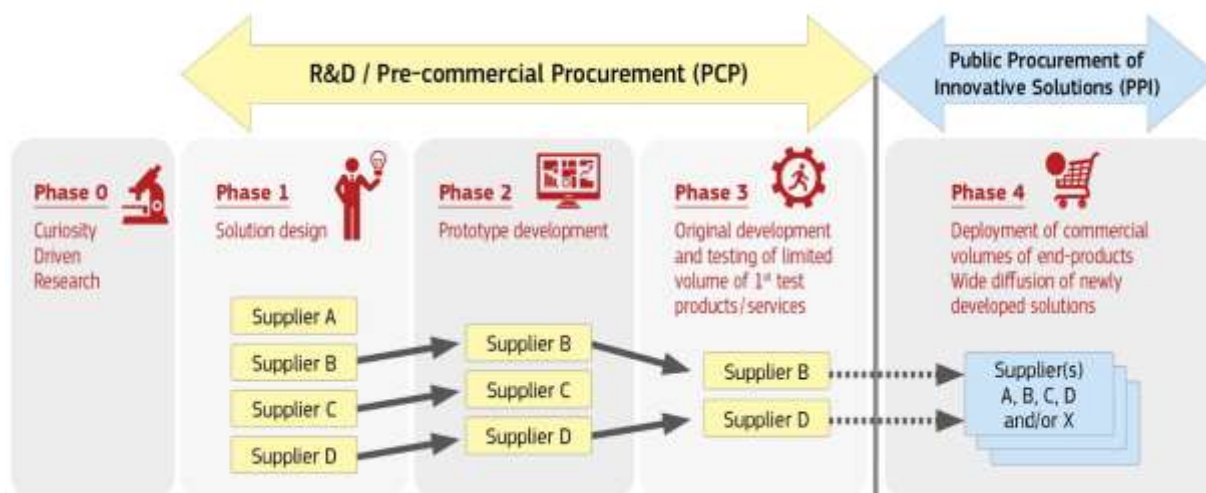 R&D / Pre-commercial Procurement (PCP)
Public Procurement of
Innovative Solutions (PPI)
Phase 0
Curiosity
Driven
Research
Phase 1
Solution design
Supplier A
Supplier B
Supplier C
Supplier D
Phase 2
Prototype development
Supplier B
Supplier C
Supplier D
Phase 3
Original development
and testing of limited
volume of 1st test
products/services
Supplier B
Supplier D
Phase 4
Deployment of commercial
volumes of end-products
Wide diffusion of newly
developed solutions
Supplier(s)
A, B, C, D
and/or X